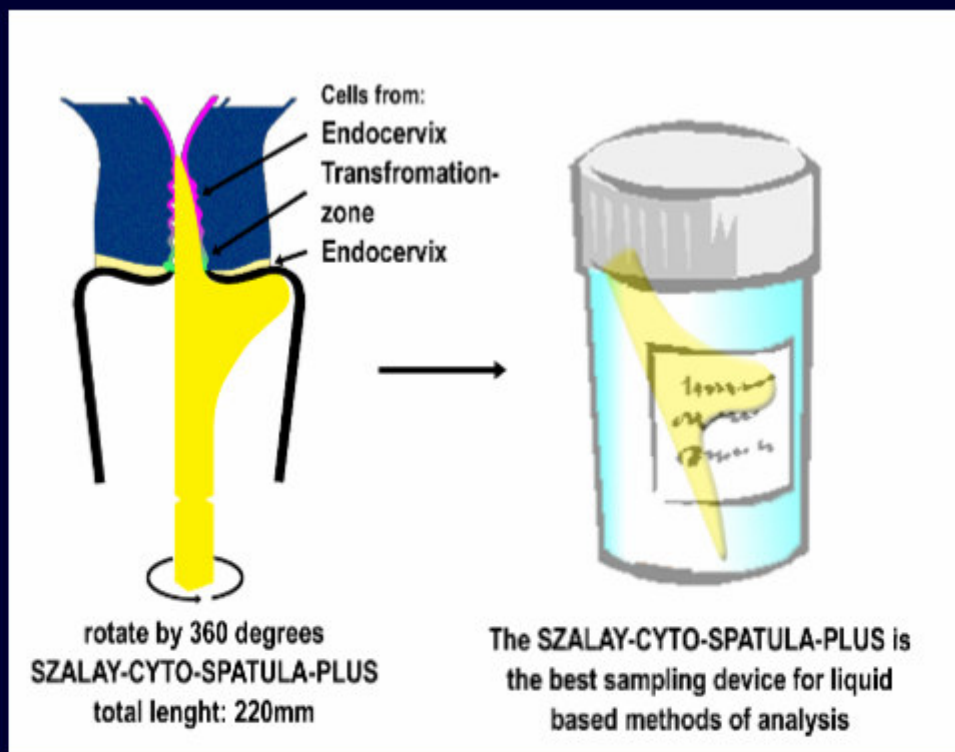 Cells from:
Endocervix
Transfromation-
zone
Endocervix
rotate by 360 degrees
SZALAY-CYTO-SPATULA-PLUS
total lenght: 220mm
The SZALAY-CYTO-SPATULA-PLUS is
the best sampling device for liquid
based methods of analysis